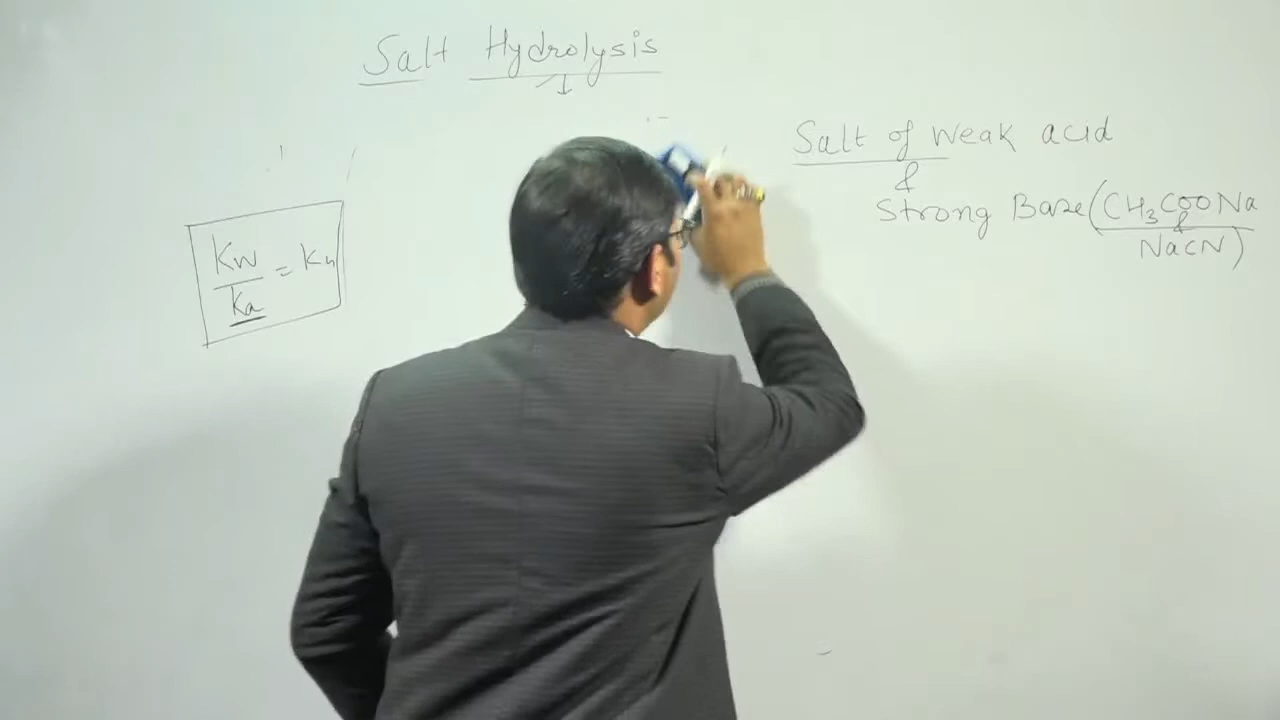 Salt Hydrolysis
Salt of weak acid
&
Strong Base (CH3COONa
&
NaCN)
Kw
= Kh
Ka